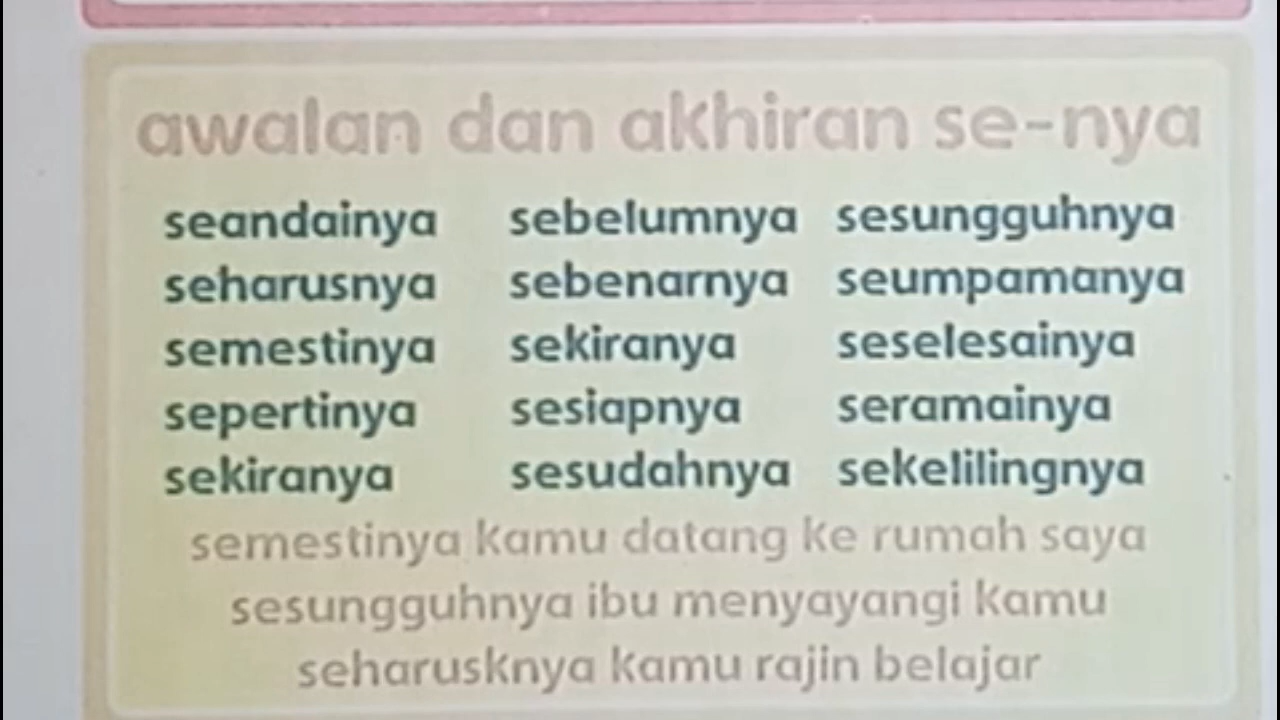 awalan dan akhiran se-nya
seandainya sebelumnya sesungguhnya
seharusnya sebenarnya seumpamanya
semestinya sekiranya seselesainya
sepertinya sesiapnya seramainya
sekiranya sesudahnya sekelilingnya
semestinya kamu datang ke rumah saya
sesungguhnya ibu menyayangi kamu
seharusknya kamu rajin belajar